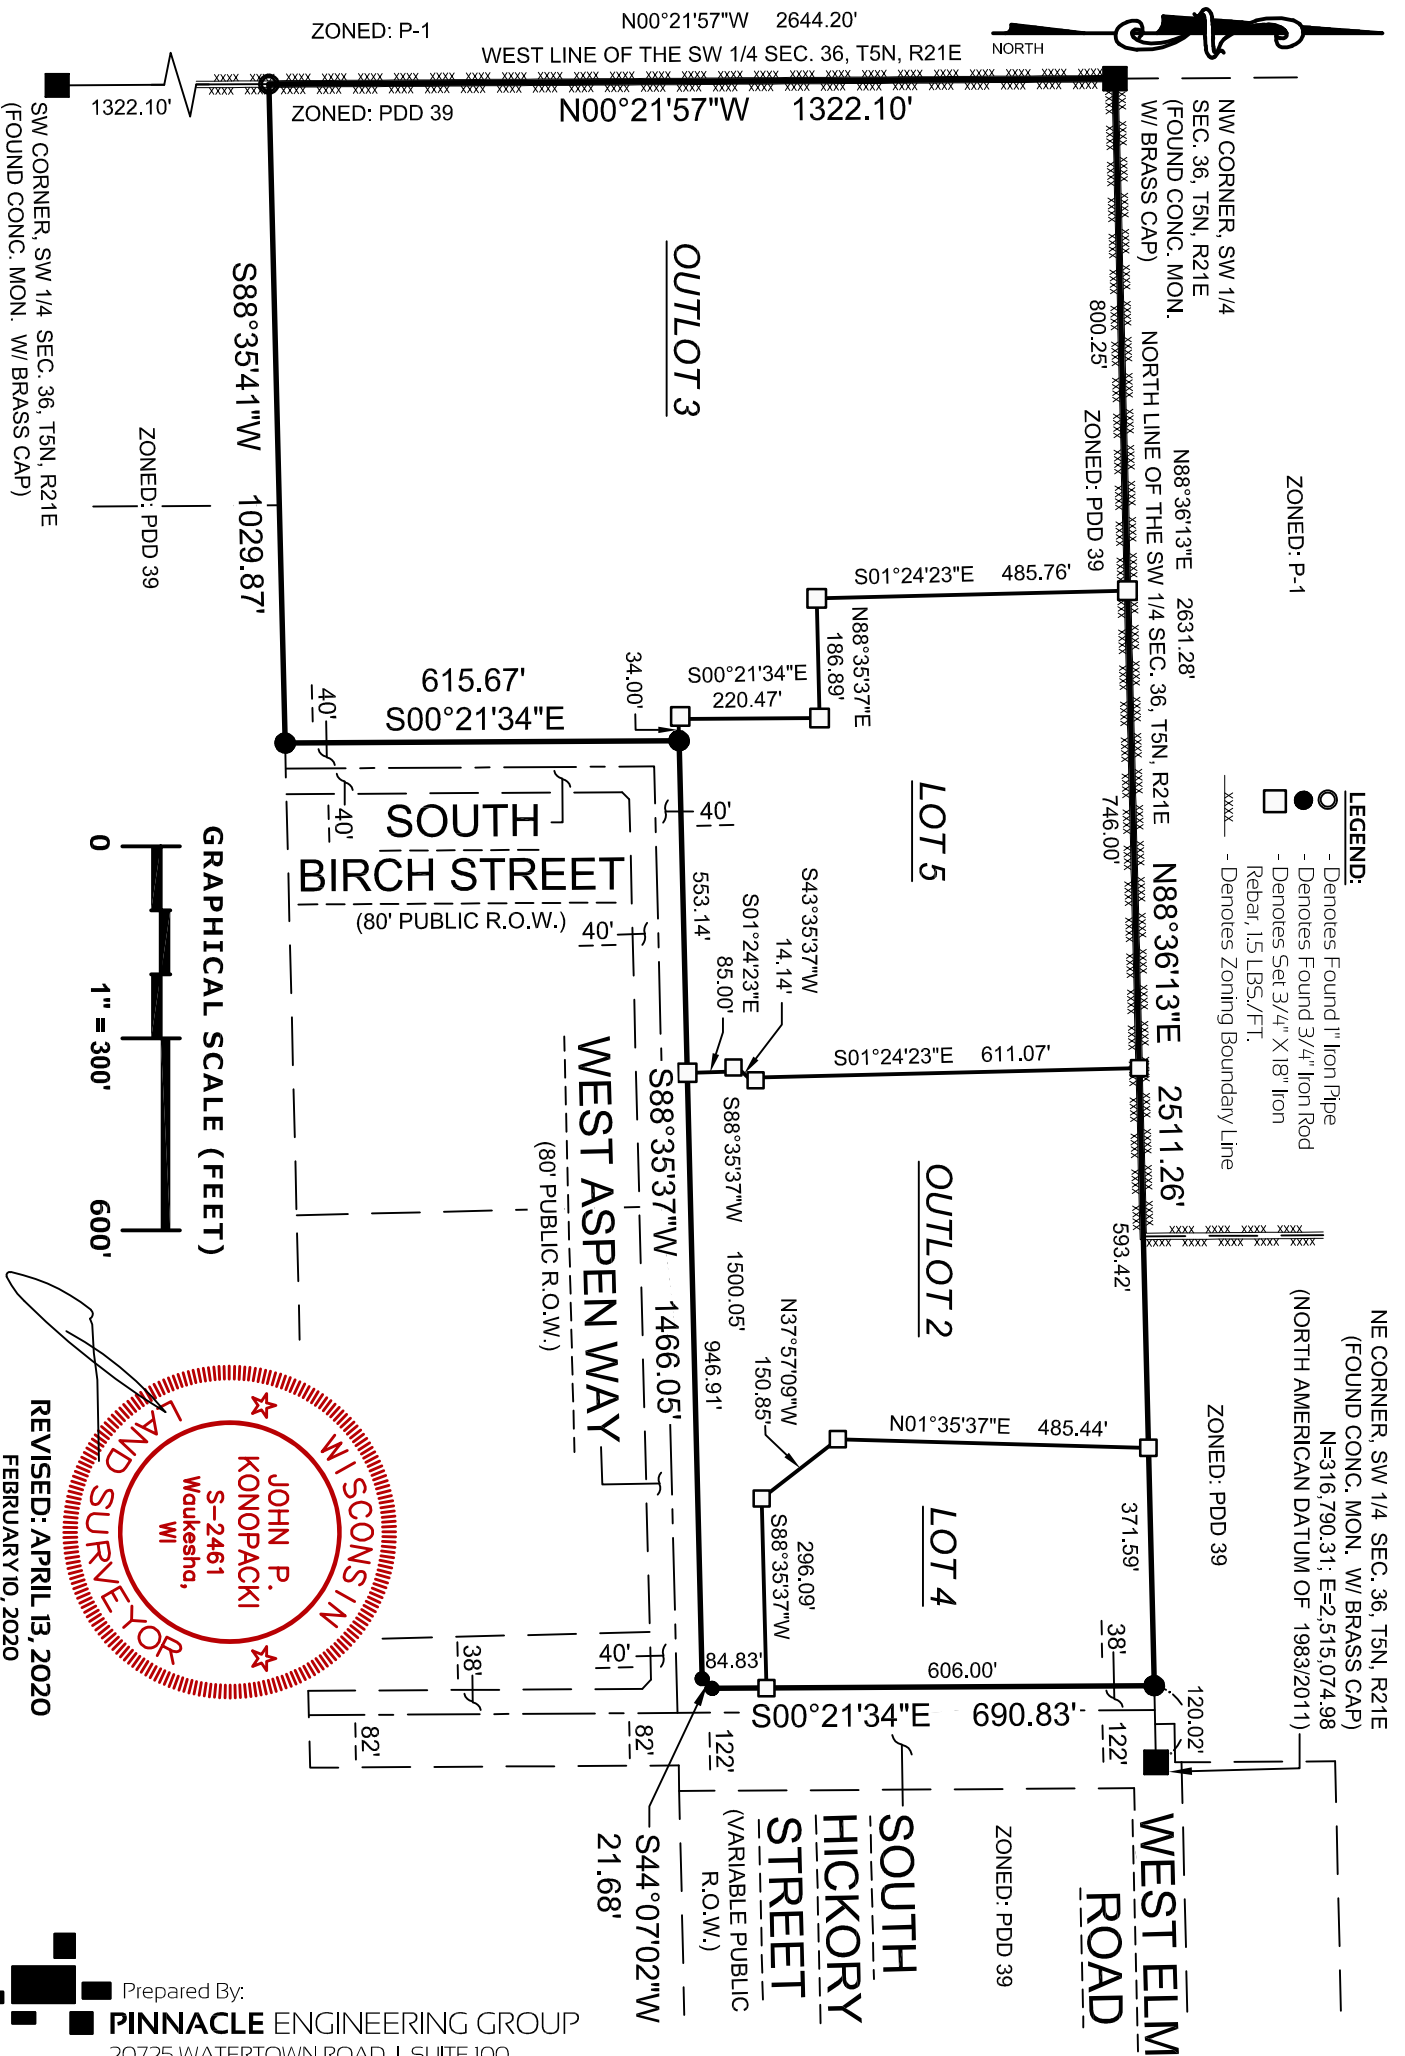 ZONED: P-1
N00°21'57"W 2644.20'
WEST LINE OF THE SW 1/4 SEC. 36, T5N, R21E
NORTH
1322.10'
ZONED: PDD 39
N00°21'57"W 1322.10'
SW CORNER, SW 1/4 SEC. 36, T5N, R21E
(FOUND CONC. MON. W/ BRASS CAP)
NW CORNER, SW 1/4
SEC. 36, T5N, R21E
(FOUND CONC. MON.
W/ BRASS CAP)
ZONED: P-1
N88°36'13"E 2631.28'
NORTH LINE OF THE SW 1/4 SEC. 36, T5N, R21E
N88°36'13"E 2511.26'
800.25'
ZONED: PDD 39
746.00'
593.42'
371.59'
LEGEND:
- Denotes Found 1" Iron Pipe
- Denotes Found 3/4" Iron Rod
- Denotes Set 3/4" X 18" Iron
Rebar, 1.5 LBS./FT.
XXXX - Denotes Zoning Boundary Line
NE CORNER, SW 1/4 SEC. 36, T5N, R21E
(FOUND CONC. MON. W/ BRASS CAP)
N=316,790.31; E=2,515,074.98
(NORTH AMERICAN DATUM OF 1983/2011)
ZONED: PDD 39
120.02'
OUTLOT 3
S88°35'41"W 1029.87'
ZONED: PDD 39
S01°24'23"E 485.76'
N88°35'37"E
186.89'
S00°21'34"E
220.47'
34.00'
615.67'
S00°21'34"E
40'
40'
LOT 5
40'
553.14'
S43°35'37"W
14.14'
S01°24'23"E
85.00'
S01°24'23"E 611.07'
SOUTH
BIRCH STREET
(80' PUBLIC R.O.W.)
40'
WEST ASPEN WAY
(80' PUBLIC R.O.W.)
S88°35'37"W 1466.05'
S88°35'37"W 1500.05'
946.91'
OUTLOT 2
N37°57'09"W
150.85'
N01°35'37"E 485.44'
LOT 4
296.09'
S88°35'37"W
84.83'
606.00'
S00°21'34"E 690.83'
38'
122'
40'
38'
82'
82'
122'
S44°07'02"W
21.68'
SOUTH
HICKORY
STREET
(VARIABLE PUBLIC
R.O.W.)
ZONED: PDD 39
WEST ELM
ROAD
GRAPHICAL SCALE (FEET)
0 1" = 300' 600'
WISCONSIN
JOHN P.
KONOPACKI
S-2461
Waukesha,
WI
LAND SURVEYOR
REVISED: APRIL 13, 2020
FEBRUARY 10, 2020
Prepared By:
PINNACLE ENGINEERING GROUP
20725 WATERTOWN ROAD | SUITE 100